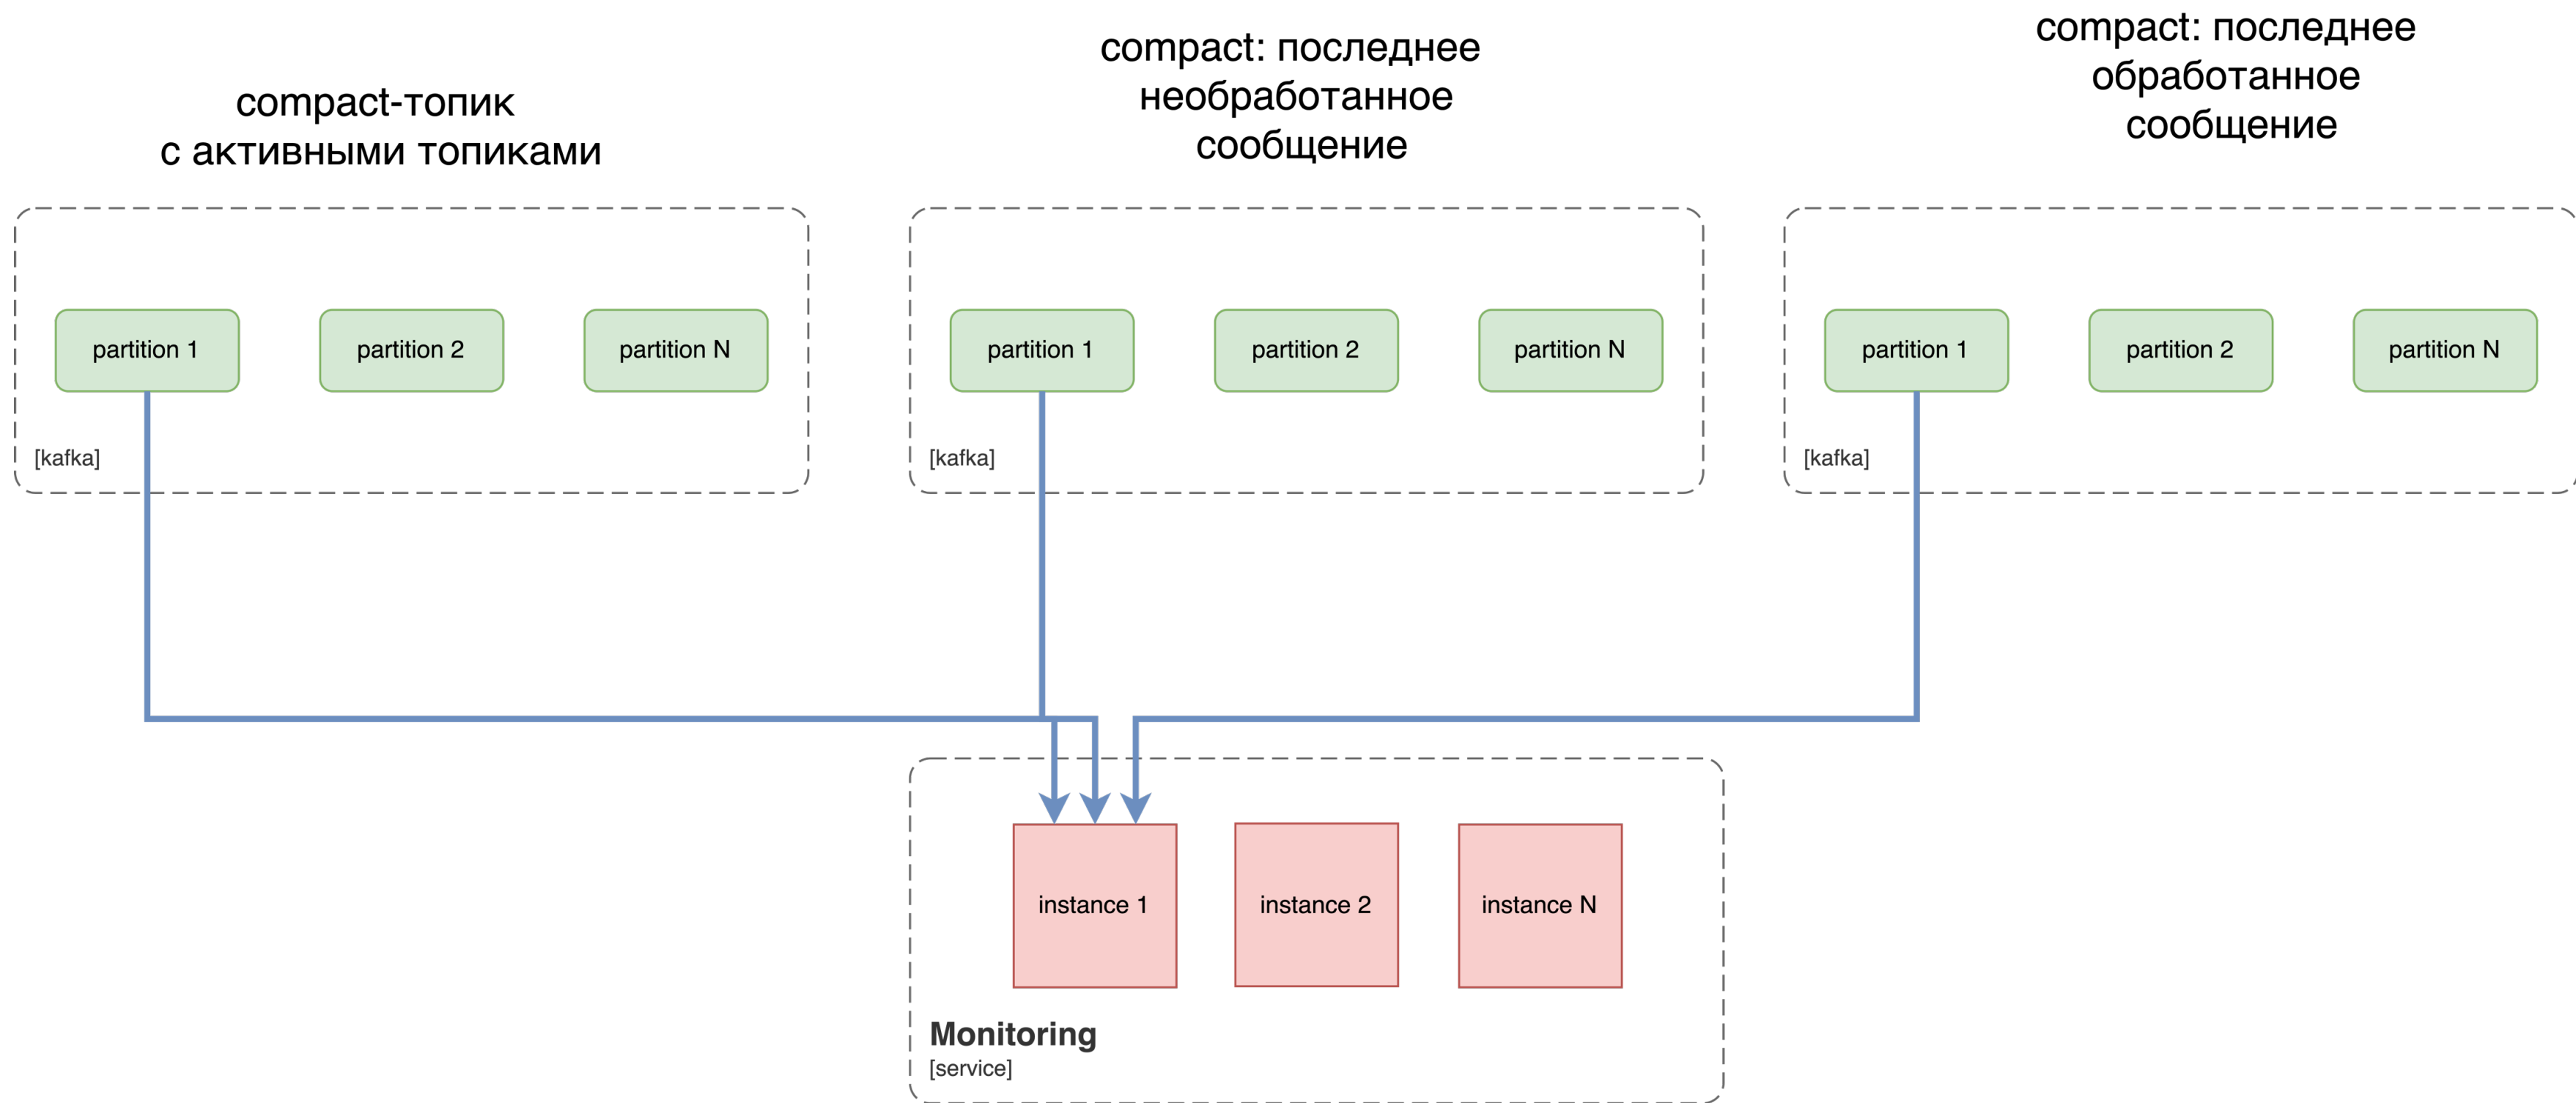 compact-топик
с активными топиками
compact: последнее
необработанное
сообщение
compact: последнее
обработанное
сообщение
partition 1
partition 2
partition N
[kafka]
partition 1
partition 2
partition N
[kafka]
partition 1
partition 2
partition N
[kafka]
instance 1
instance 2
instance N
Monitoring
[service]